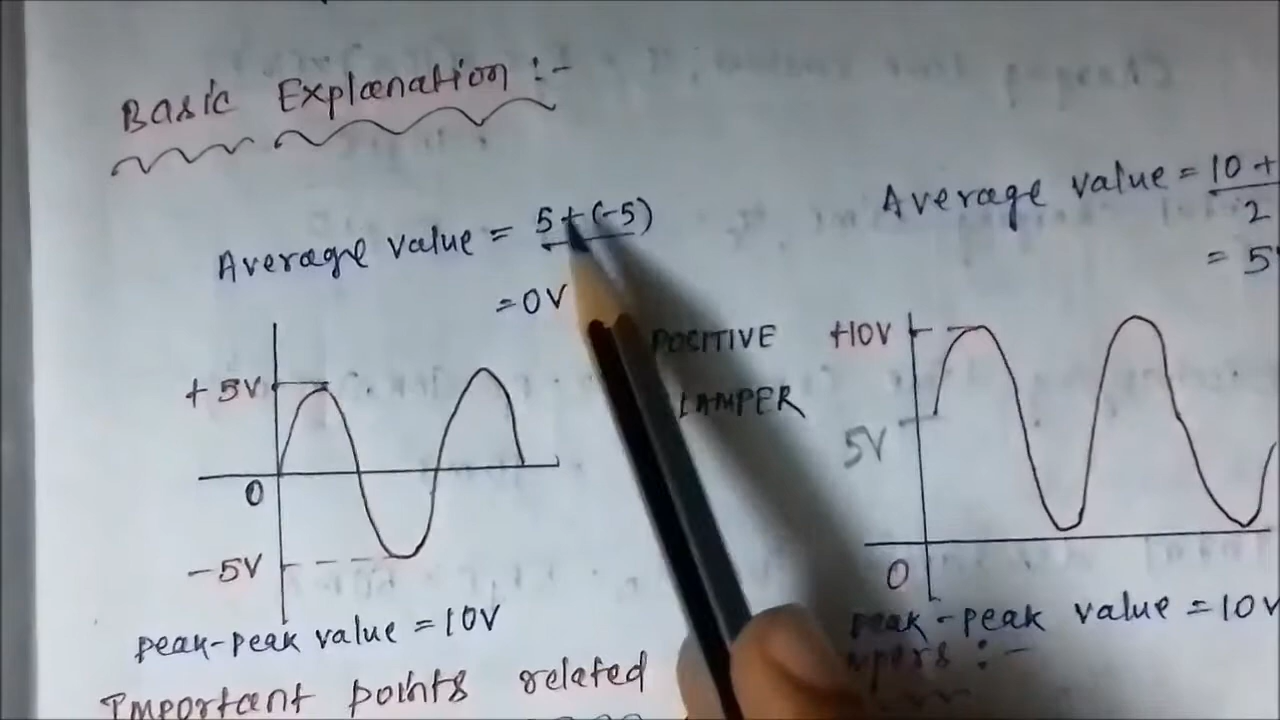 Basic Explanation :-
Average value = 5+(-5)
=0V
+5V
0
-5V
peak-peak value = 10V
POSITIVE
LAMPER
Average value = 10+
2
= 5
+10V
5V
0
peak-peak value = 10V
Important points related
mpers :-